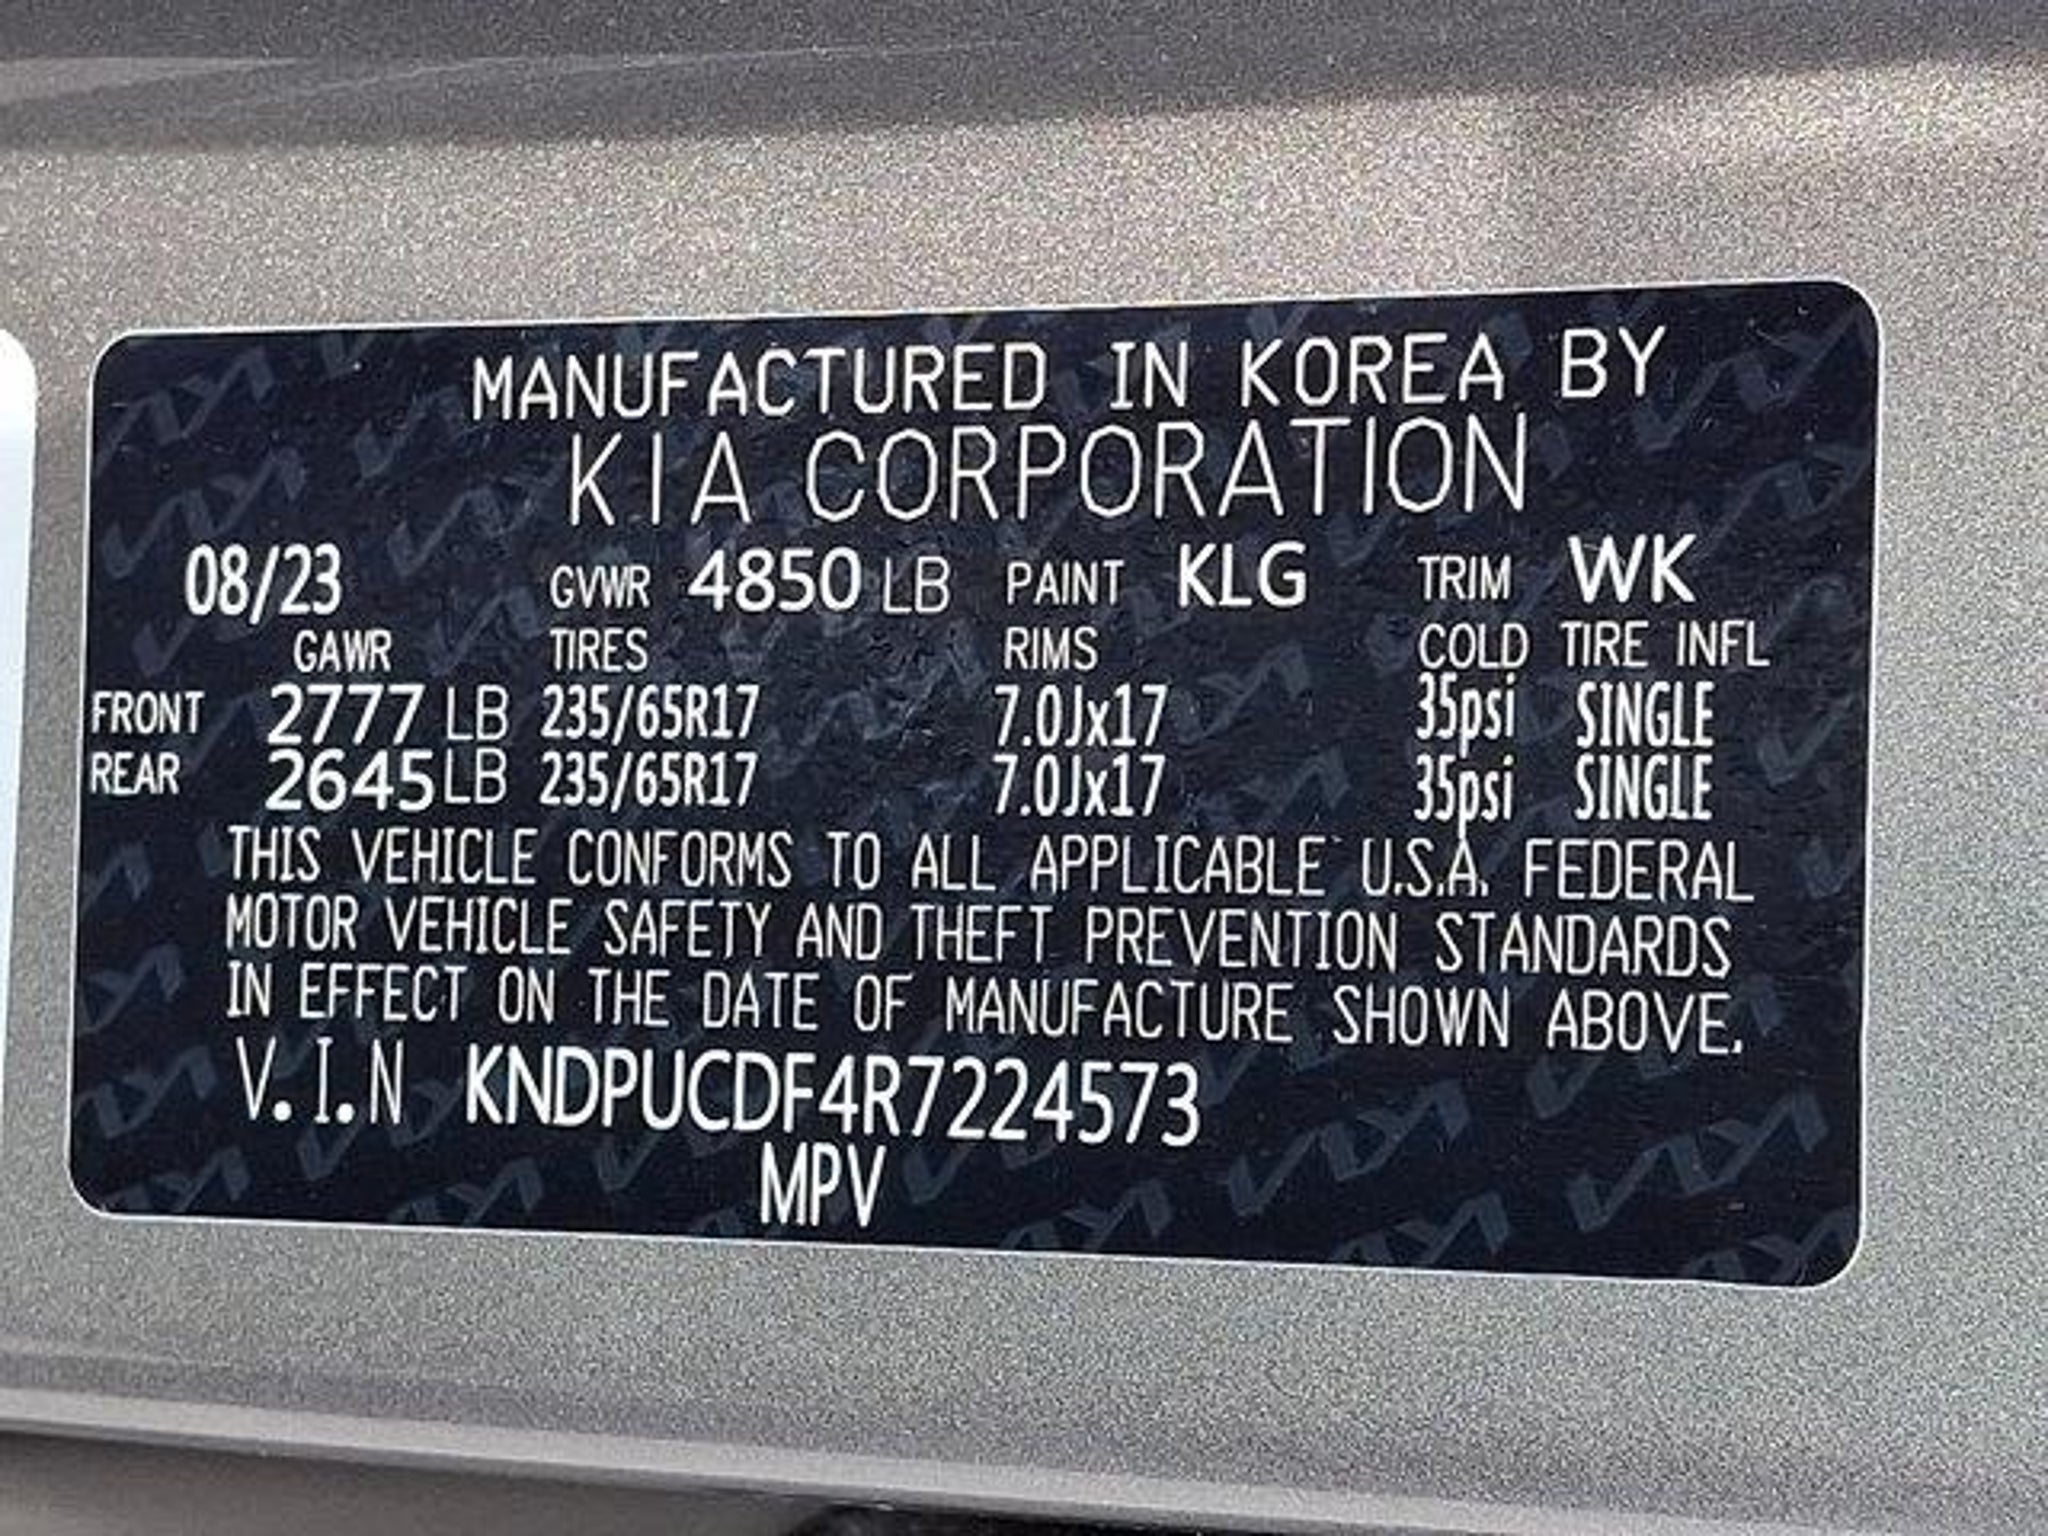 MANUFACTURED IN KOREA BY
KIA CORPORATION
08/23 GVWR 4850 LB PAINT KLG TRIM WK
GAWR TIRES RIMS COLD TIRE INFL
FRONT 2777 LB 235/65R17 7.0Jx17 35psi SINGLE
REAR 2645 LB 235/65R17 7.0Jx17 35psi SINGLE
THIS VEHICLE CONFORMS TO ALL APPLICABLE U.S.A. FEDERAL
MOTOR VEHICLE SAFETY AND THEFT PREVENTION STANDARDS
IN EFFECT ON THE DATE OF MANUFACTURE SHOWN ABOVE.
V.I.N KNDPUCDF4R7224573
MPV